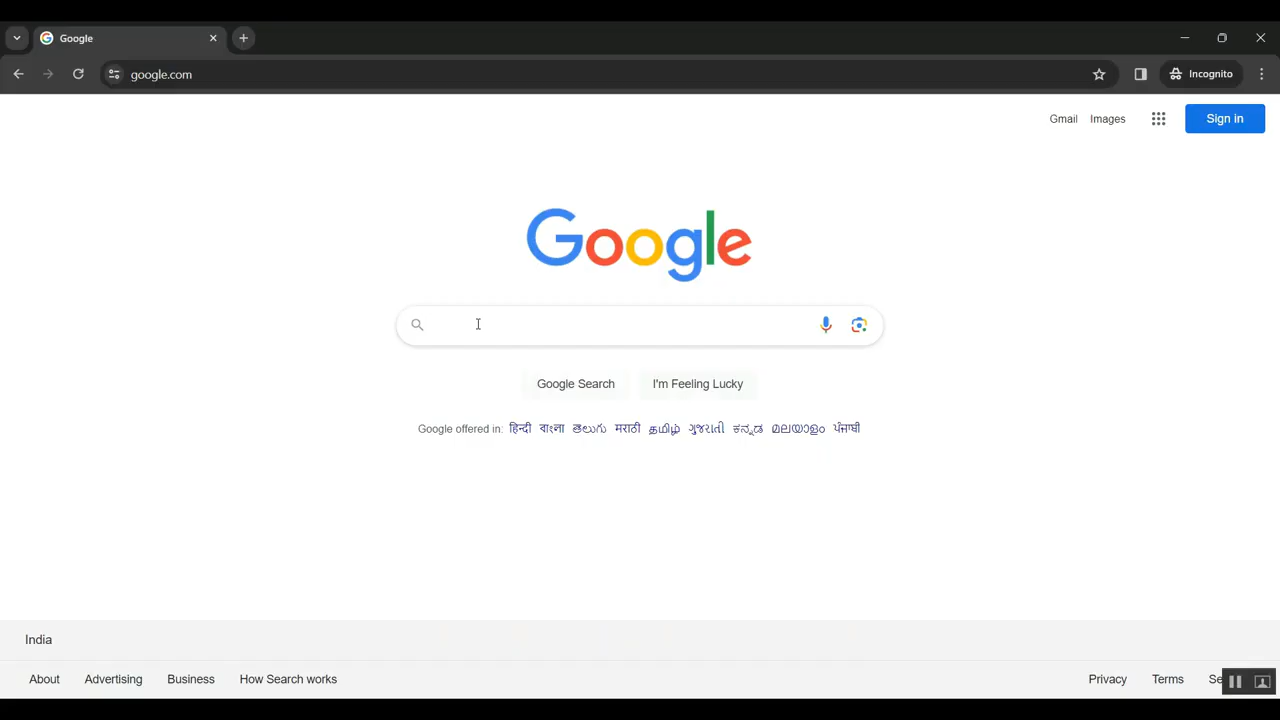 Google
google.com
Incognito
Gmail Images Sign in
Google
Google Search I'm Feeling Lucky
Google offered in: हिन्दी বাংলা తెలుగు मराठी தமிழ் ગુજરાતી ಕನ್ನಡ മലയാളം ਪੰਜਾਬੀ
India
About Advertising Business How Search works Privacy Terms Se